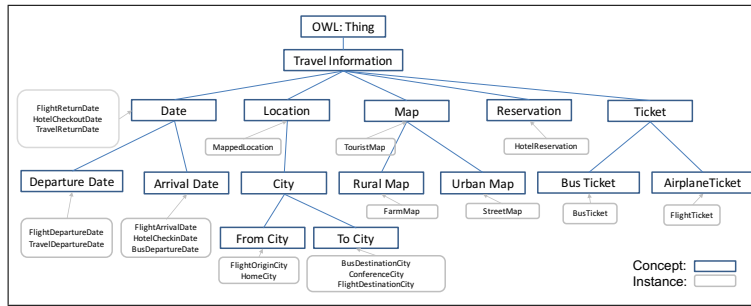 OWL: Thing
Travel Information
FlightReturnDate
HotelCheckoutDate
TravelReturnDate
Date
Location
Map
Reservation
Ticket
MappedLocation
TouristMap
HotelReservation
Departure Date
Arrival Date
City
Rural Map
Urban Map
Bus Ticket
AirplaneTicket
FlightDepartureDate
TravelDepartureDate
FlightArrivalDate
HotelCheckinDate
BusDepartureDate
FarmMap
StreetMap
BusTicket
FlightTicket
From City
To City
FlightOriginCity
HomeCity
BusDestinationCity
ConferenceCity
FlightDestinationCity
Concept:
Instance: